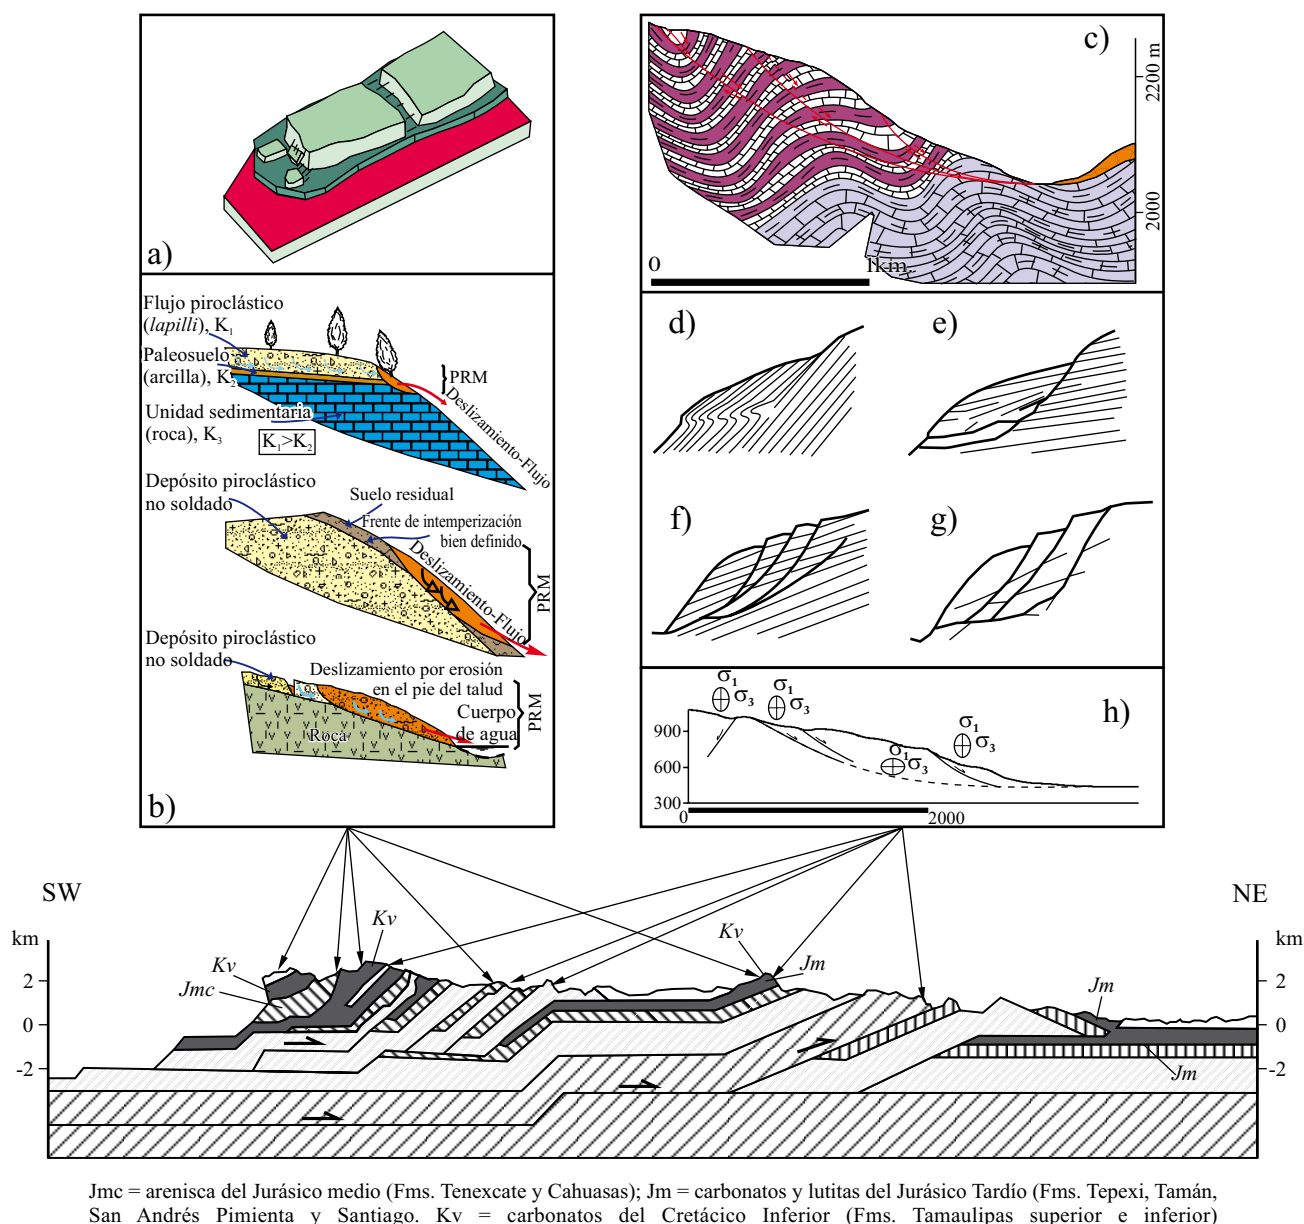 a)
Flujo piroclástico
(lapilli), K1
Paleosuelo
(arcilla), K2
Unidad sedimentaria
(roca), K3
K1>K2
PRM
Deslizamiento-Flujo
Depósito piroclástico
no soldado
Suelo residual
Frente de intemperización
bien definido
Deslizamiento-Flujo
PRM
Depósito piroclástico
no soldado
Deslizamiento por erosión
en el pie del talud
Cuerpo
de agua
PRM
Roca
b)
c)
2200 m
2000
0
1km
d)
e)
f)
g)
h)
σ1
σ3
σ1
σ3
σ1
σ3
σ1
σ3
900
600
300
0
2000
SW
NE
km
2
0
-2
km
2
0
-2
Kv
Kv
Jmc
Kv
Jm
Jm
Jm
Jmc = arenisca del Jurásico medio (Fms. Tenexcate y Cahuasas); Jm = carbonatos y lutitas del Jurásico Tardío (Fms. Tepexi, Tamán,
San Andrés Pimienta y Santiago. Kv = carbonatos del Cretácico Inferior (Fms. Tamaulipas superior e inferior)